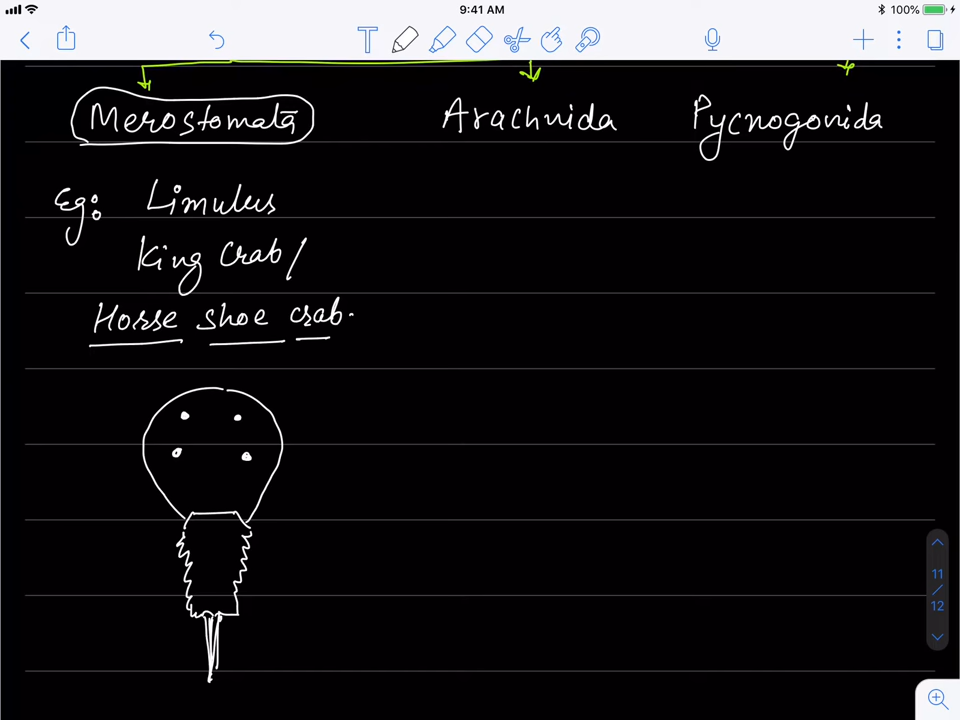 9:41 AM
100%
T
Merostomata Arachnida Pycnogonida
Eg: Limulus
King Crab/
Horse shoe crab.
11
/
12